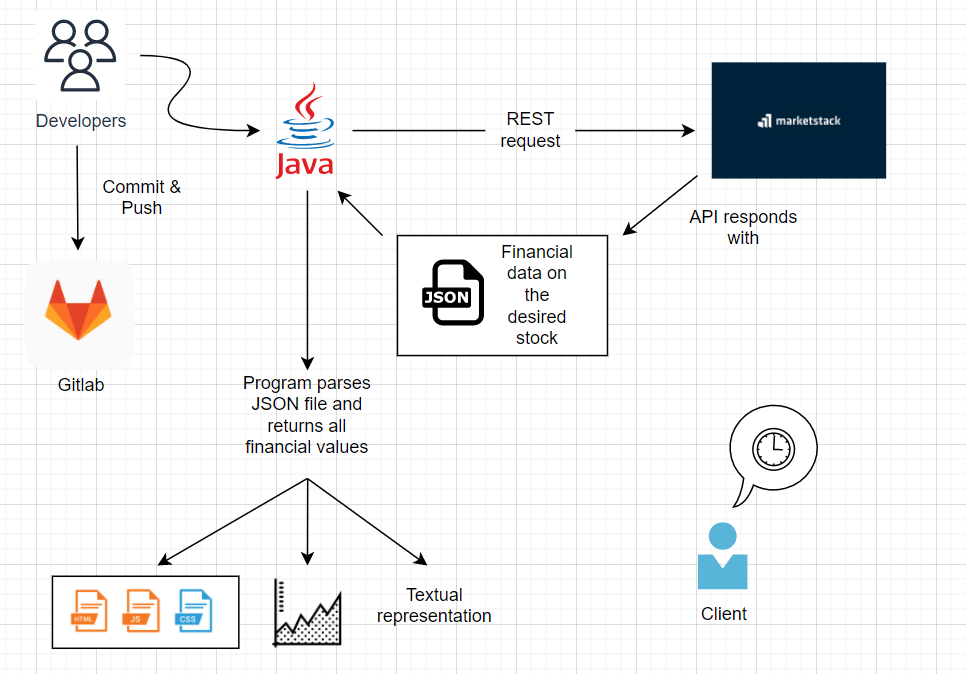 Developers
Commit &
Push
Gitlab
Java
REST
request
marketstack
API responds
with
JSON
Financial
data on
the
desired
stock
Program parses
JSON file and
returns all
financial values
HTML
JS
CSS
Textual
representation
Client